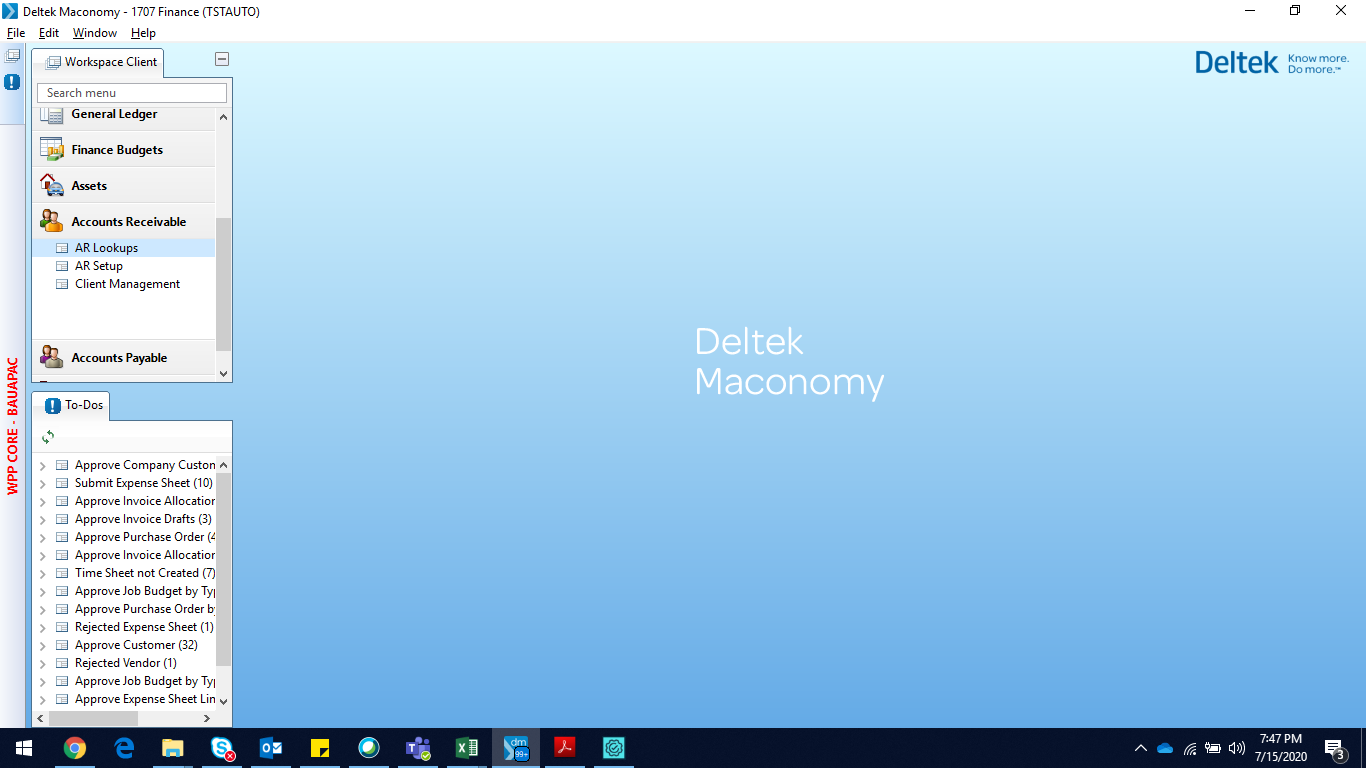 Deltek Maconomy - 1707 Finance (TSTAUTO)
File Edit Window Help
Workspace Client
Deltek Know more.
Do more.™
Search menu
General Ledger
Finance Budgets
Assets
Accounts Receivable
AR Lookups
AR Setup
Client Management
Accounts Payable
Deltek
Maconomy
WPP CORE - BAUAPAC
To-Dos
Approve Company Custon
Submit Expense Sheet (10)
Approve Invoice Allocation
Approve Invoice Drafts (3)
Approve Purchase Order (4
Approve Invoice Allocation
Time Sheet not Created (7)
Approve Job Budget by Typ
Approve Purchase Order by
Rejected Expense Sheet (1)
Approve Customer (32)
Rejected Vendor (1)
Approve Job Budget by Typ
Approve Expense Sheet Lin
dm
99+
7:47 PM
7/15/2020
3